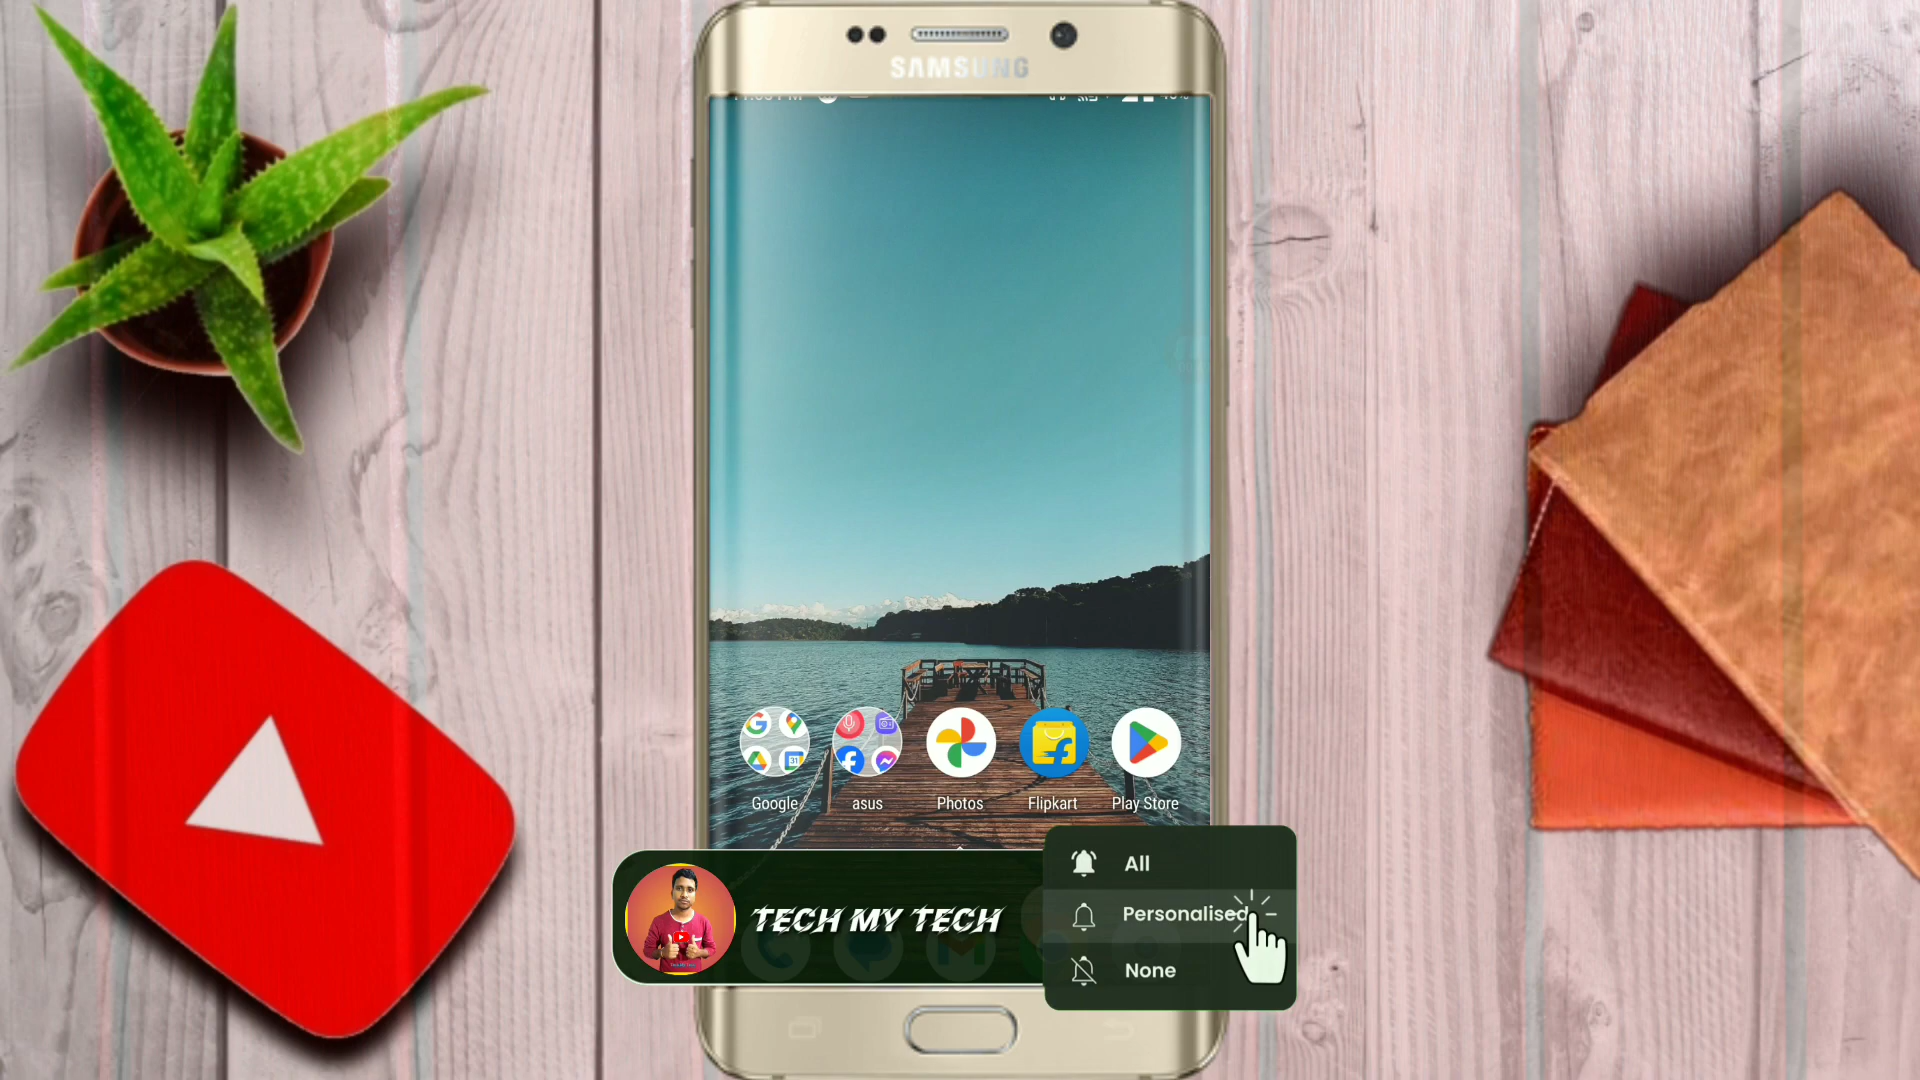 SAMSUNG
Google
asus
Photos
Flipkart
Play Store
All
TECH MY TECH
Personalised
None